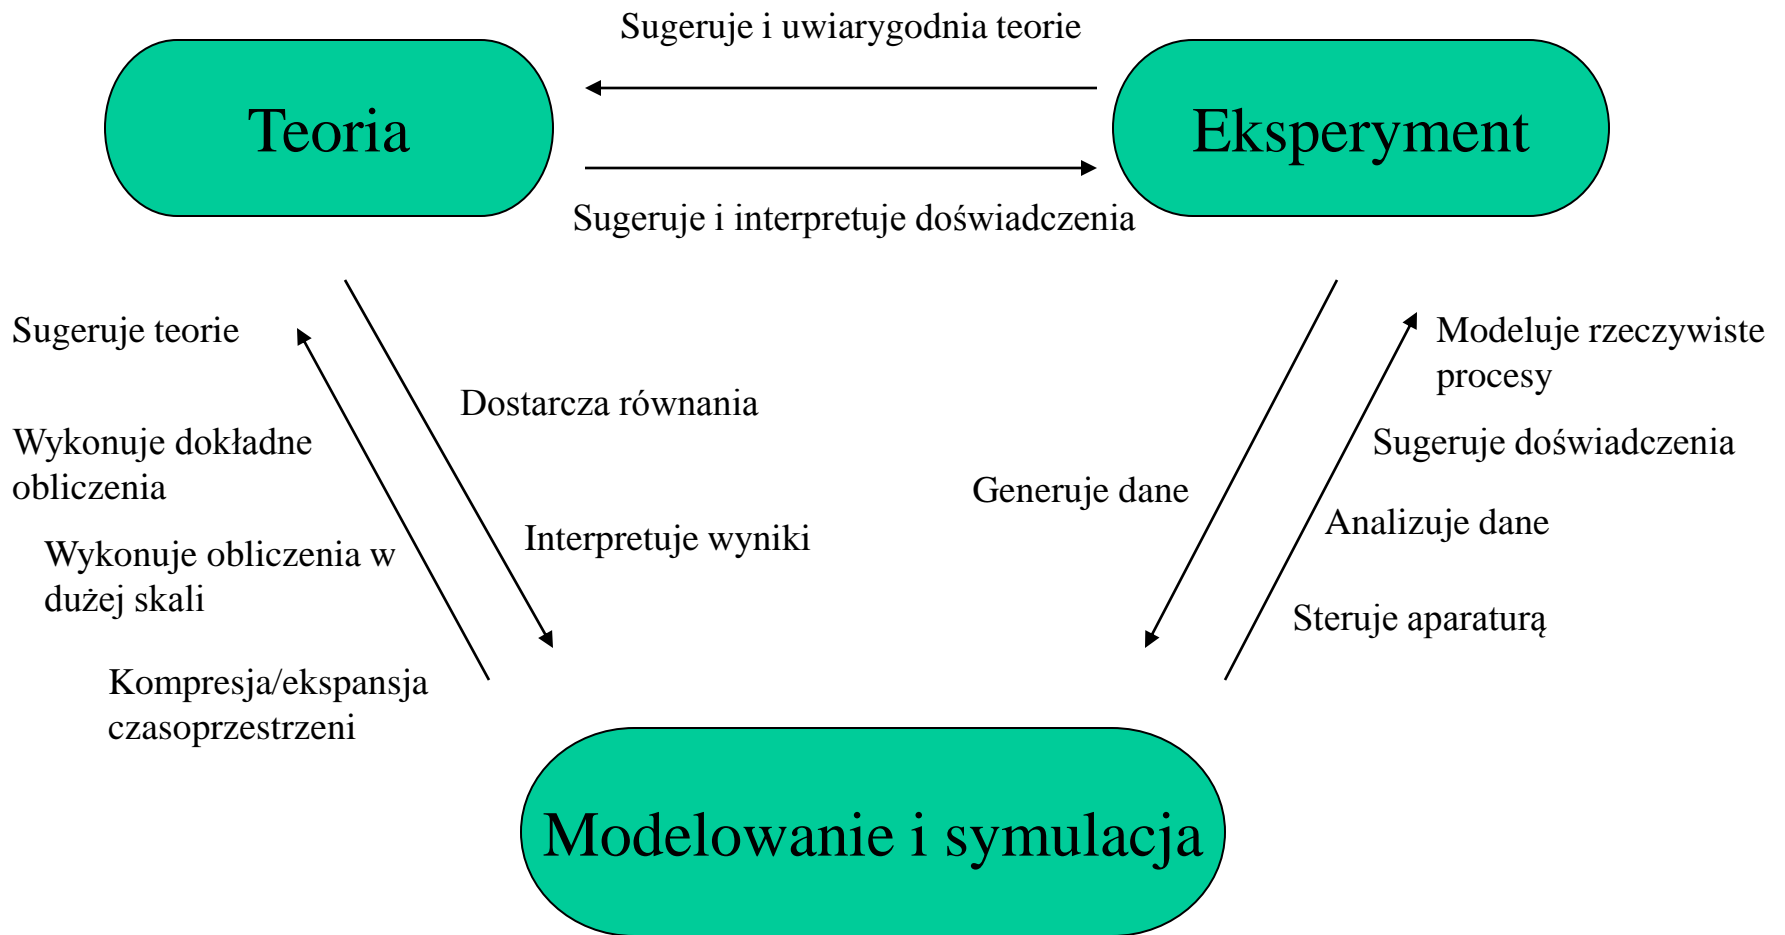 Sugeruje i uwiarygodnia teorie
Teoria
Eksperyment
Sugeruje i interpretuje doświadczenia
Sugeruje teorie
Modeluje rzeczywiste
procesy
Dostarcza równania
Wykonuje dokładne
obliczenia
Sugeruje doświadczenia
Generuje dane
Analizuje dane
Interpretuje wyniki
Wykonuje obliczenia w
dużej skali
Steruje aparaturą
Kompresja/ekspansja
czasoprzestrzeni
Modelowanie i symulacja